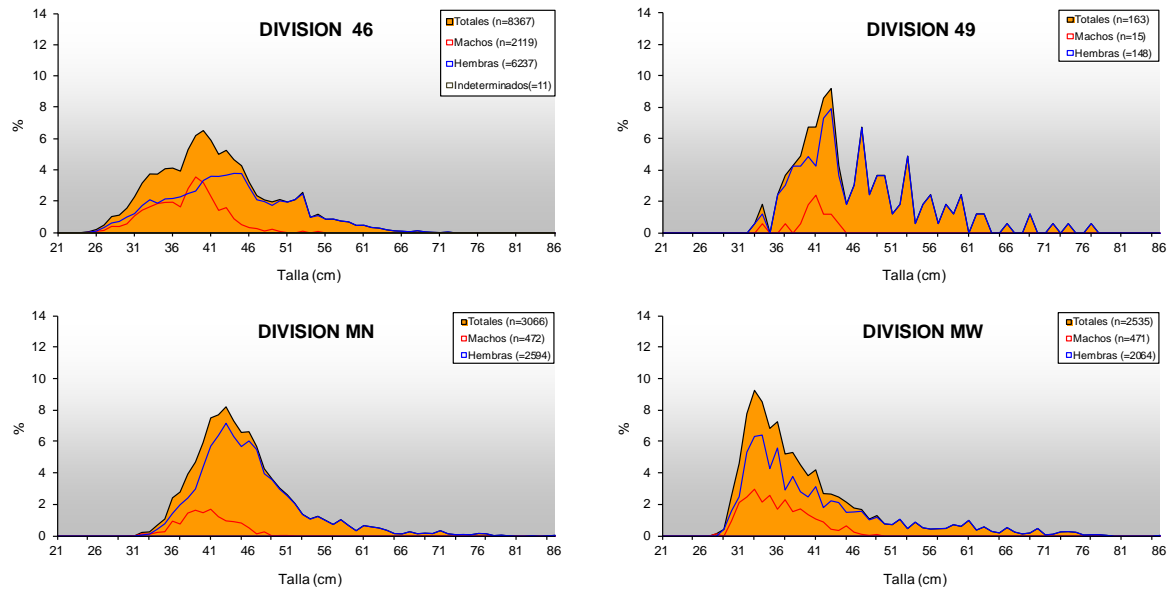 DIVISION 46
Totales (n=8367)
Machos (n=2119)
Hembras (=6237)
Indeterminados(=11)
14
12
10
8
6
4
2
0
%
21 26 31 36 41 46 51 56 61 66 71 76 81 86
Talla (cm)
DIVISION 49
Totales (n=163)
Machos (n=15)
Hembras (=148)
14
12
10
8
6
4
2
0
%
21 26 31 36 41 46 51 56 61 66 71 76 81 86
Talla (cm)
DIVISION MN
Totales (n=3066)
Machos (n=472)
Hembras (=2594)
14
12
10
8
6
4
2
0
%
21 26 31 36 41 46 51 56 61 66 71 76 81 86
Talla (cm)
DIVISION MW
Totales (n=2535)
Machos (n=471)
Hembras (=2064)
14
12
10
8
6
4
2
0
%
21 26 31 36 41 46 51 56 61 66 71 76 81 86
Talla (cm)